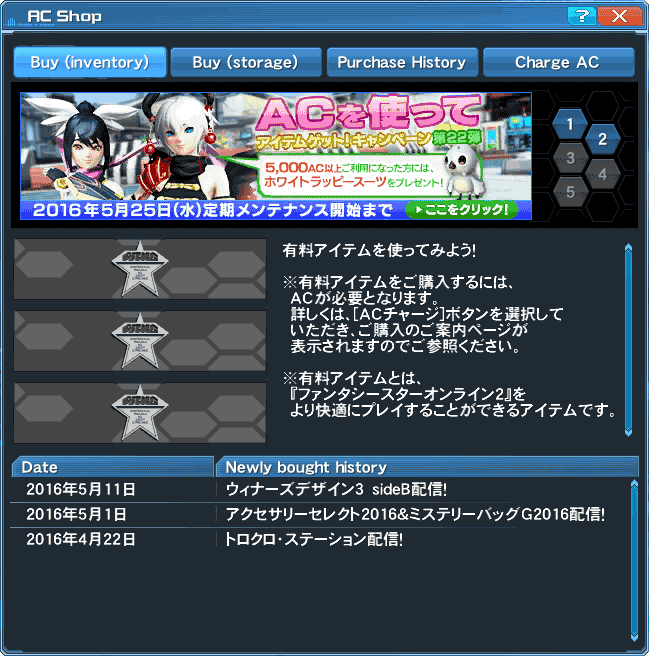 AC Shop
?
Buy (inventory)
Buy (storage)
Purchase History
Charge AC
ACを使って
アイテムゲット!キャンペーン 第22弾
5,000AC以上ご利用になった方には、
ホワイトラッピースーツをプレゼント!
2016年5月25日(水)定期メンテナンス開始まで
ここをクリック!
1
2
3
4
5
有料アイテムを使ってみよう!
※有料アイテムをご購入するには、
ACが必要となります。
詳しくは、[ACチャージ]ボタンを選択して
いただき、ご購入のご案内ページが
表示されますのでご参照ください。
※有料アイテムとは、
『ファンタシースターオンライン2』を
より快適にプレイすることができるアイテムです。
Date
Newly bought history
2016年5月11日
ウィナーズデザイン3 sideB配信!
2016年5月1日
アクセサリーセレクト2016&ミステリーバッグG2016配信!
2016年4月22日
トロクロ・ステーション配信!